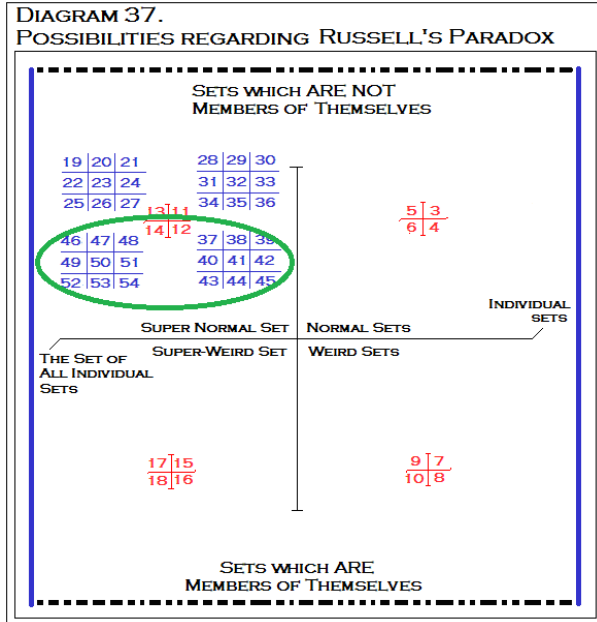 DIAGRAM 37.
POSSIBILITIES REGARDING RUSSELL'S PARADOX
SETS WHICH ARE NOT
MEMBERS OF THEMSELVES
19 20 21
22 23 24
25 26 27
28 29 30
31 32 33
34 35 36
13 11
14 12
5 3
6 4
46 47 48
49 50 51
52 53 54
37 38 39
40 41 42
43 44 45
INDIVIDUAL
SETS
SUPER NORMAL SET
NORMAL SETS
SUPER-WEIRD SET
WEIRD SETS
THE SET OF
ALL INDIVIDUAL
SETS
17 15
18 16
9 7
10 8
SETS WHICH ARE
MEMBERS OF THEMSELVES